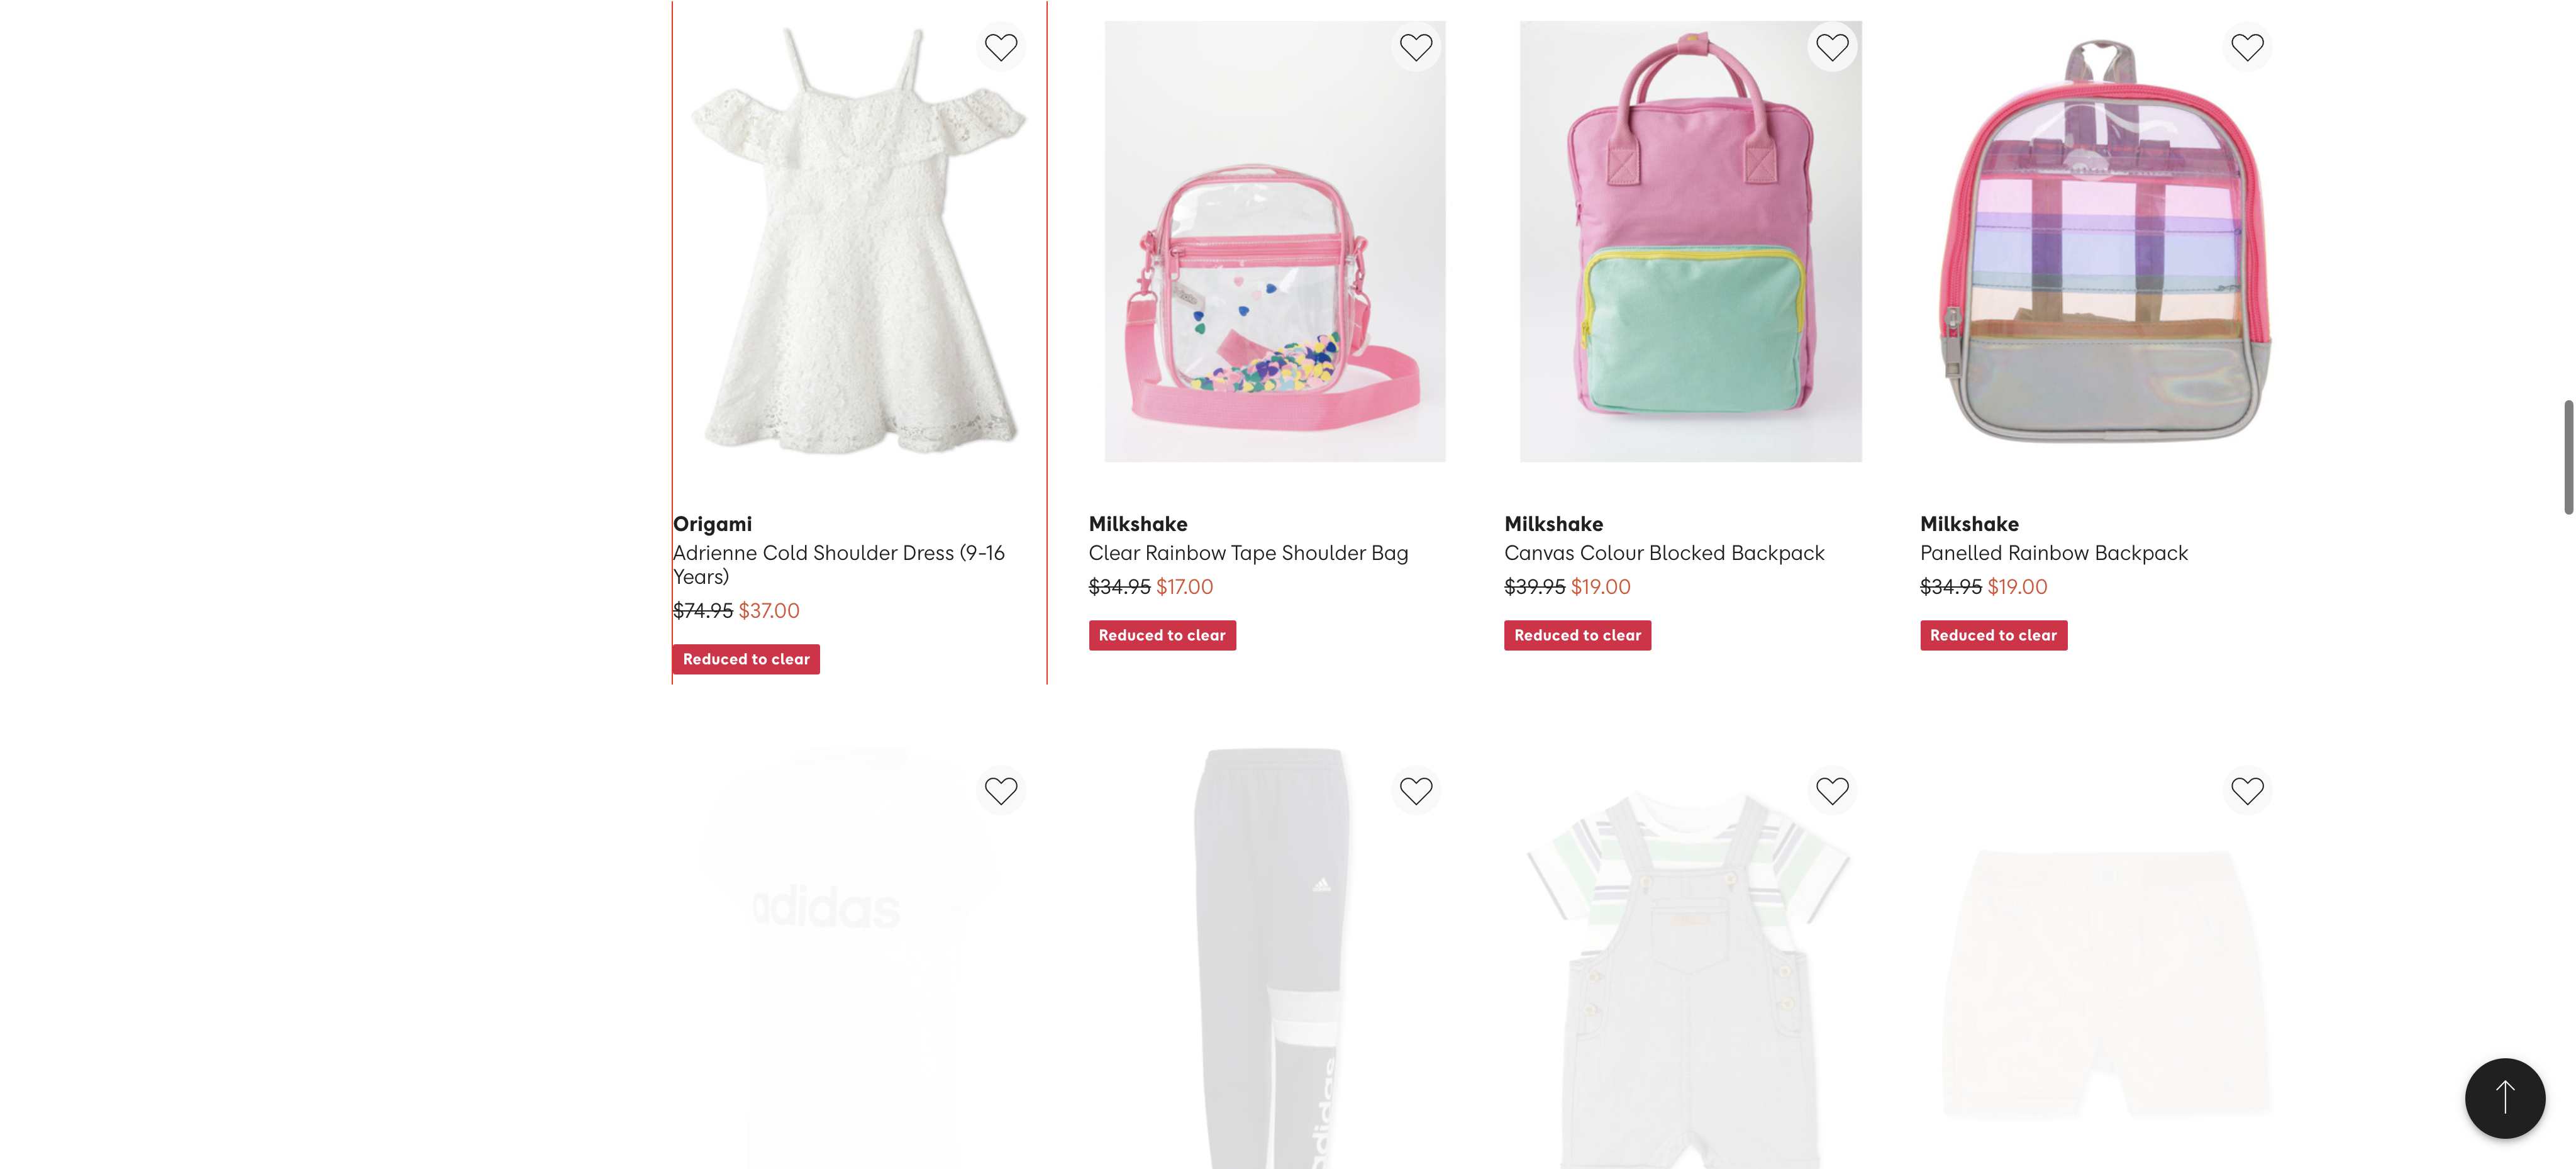 Origami
Adrienne Cold Shoulder Dress (9-16
Years)
$74.95 $37.00
Reduced to clear
Milkshake
Clear Rainbow Tape Shoulder Bag
$34.95 $17.00
Reduced to clear
Milkshake
Canvas Colour Blocked Backpack
$39.95 $19.00
Reduced to clear
Milkshake
Panelled Rainbow Backpack
$34.95 $19.00
Reduced to clear
adidas
adidas